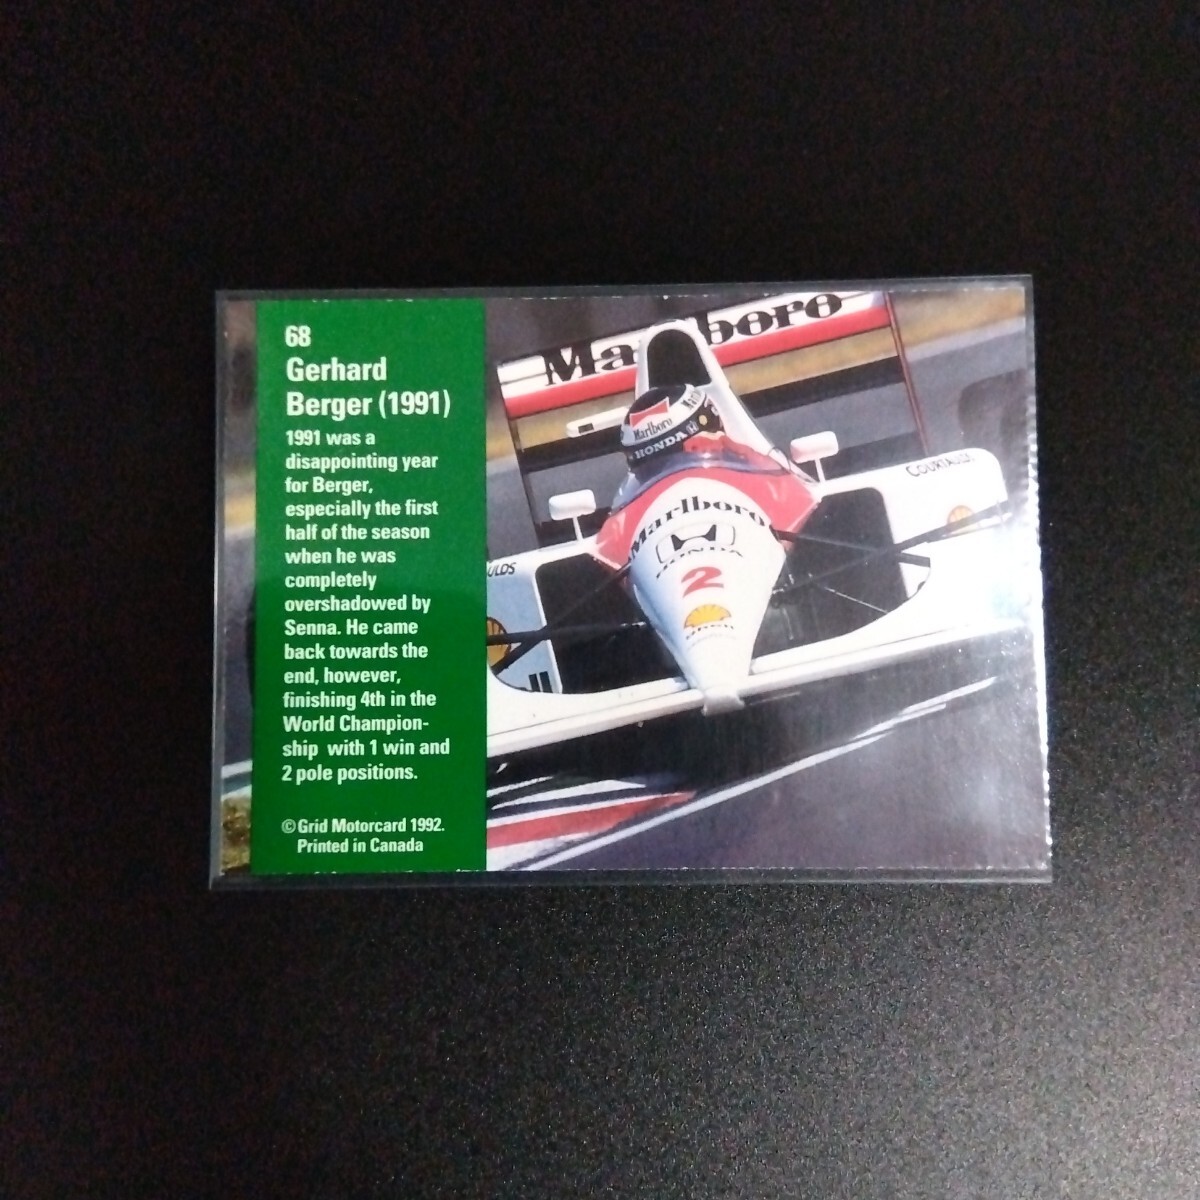 68
Gerhard
Berger (1991)
1991 was a
disappointing year
for Berger,
especially the first
half of the season
when he was
completely
overshadowed by
Senna. He came
back towards the
end, however,
finishing 4th in the
World Champion-
ship with 1 win and
2 pole positions.
© Grid Motorcard 1992.
Printed in Canada
Marlboro
Marlboro
HONDA
COURTAULDS
Marlboro
HONDA
2
Shell
ULDS